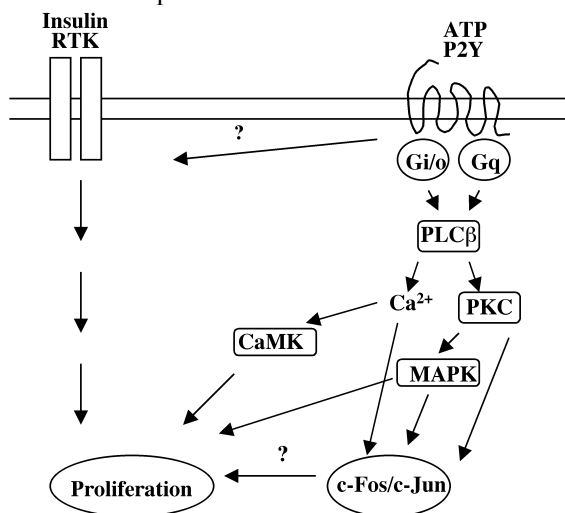 Insulin
RTK
ATP
P2Y
?
Gi/o
Gq
PLCβ
Ca²⁺
PKC
CaMK
MAPK
?
Proliferation
c-Fos/c-Jun